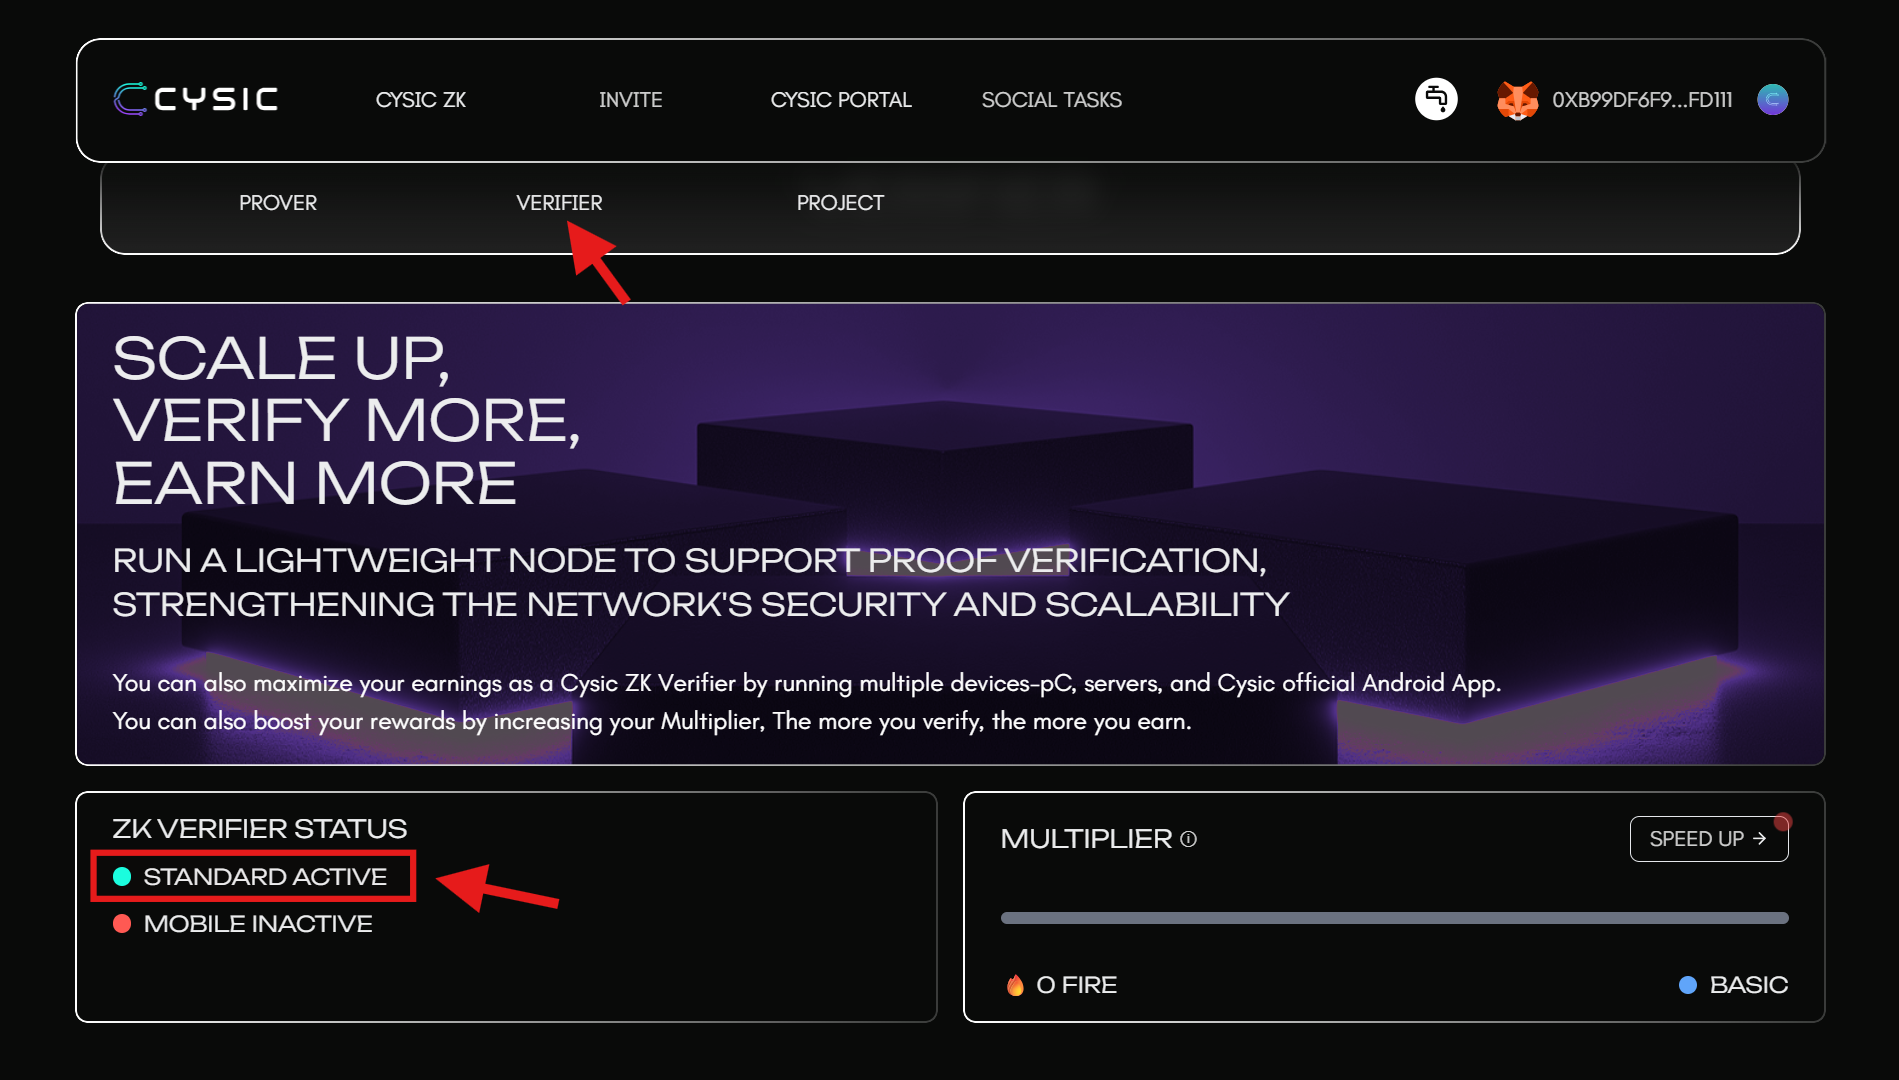 CYSIC
CYSIC ZK
INVITE
CYSIC PORTAL
SOCIAL TASKS
0XB99DF6F9...FD111
PROVER
VERIFIER
PROJECT
SCALE UP,
VERIFY MORE,
EARN MORE
RUN A LIGHTWEIGHT NODE TO SUPPORT PROOF VERIFICATION,
STRENGTHENING THE NETWORK'S SECURITY AND SCALABILITY
You can also maximize your earnings as a Cysic ZK Verifier by running multiple devices-pC, servers, and Cysic official Android App.
You can also boost your rewards by increasing your Multiplier, The more you verify, the more you earn.
ZK VERIFIER STATUS
STANDARD ACTIVE
MOBILE INACTIVE
MULTIPLIER
SPEED UP →
0 FIRE
BASIC